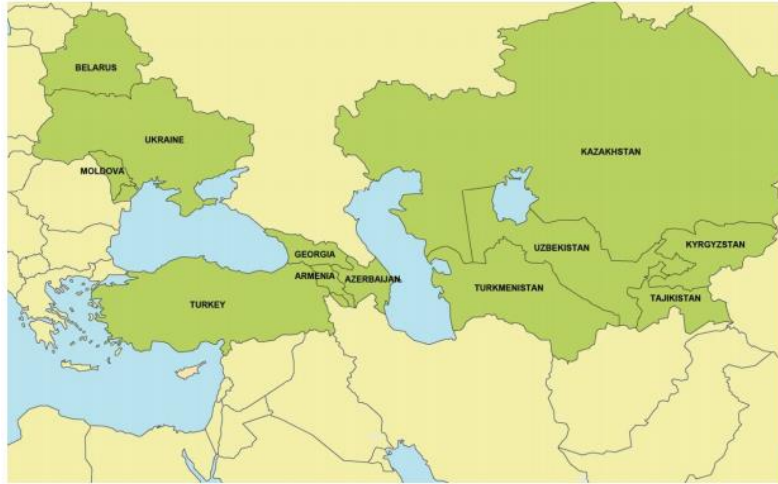 BELARUS
UKRAINE
MOLDOVA
KAZAKHSTAN
GEORGIA
UZBEKISTAN
KYRGYZSTAN
ARMENIA
AZERBAIJAN
TURKMENISTAN
TAJIKISTAN
TURKEY